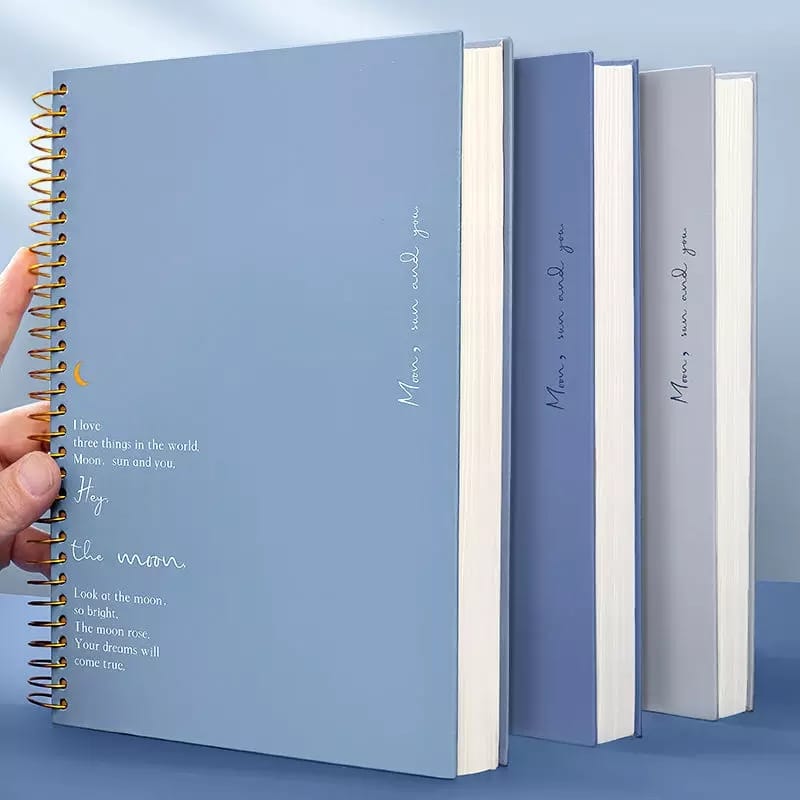 I love
three things in the world.
Moon, sun and you.
Hey,
the moon.
Look at the moon,
so bright.
The moon rose.
Your dreams will
come true.
Moon, sun and you
Moon, sun and you
Moon, sun and you